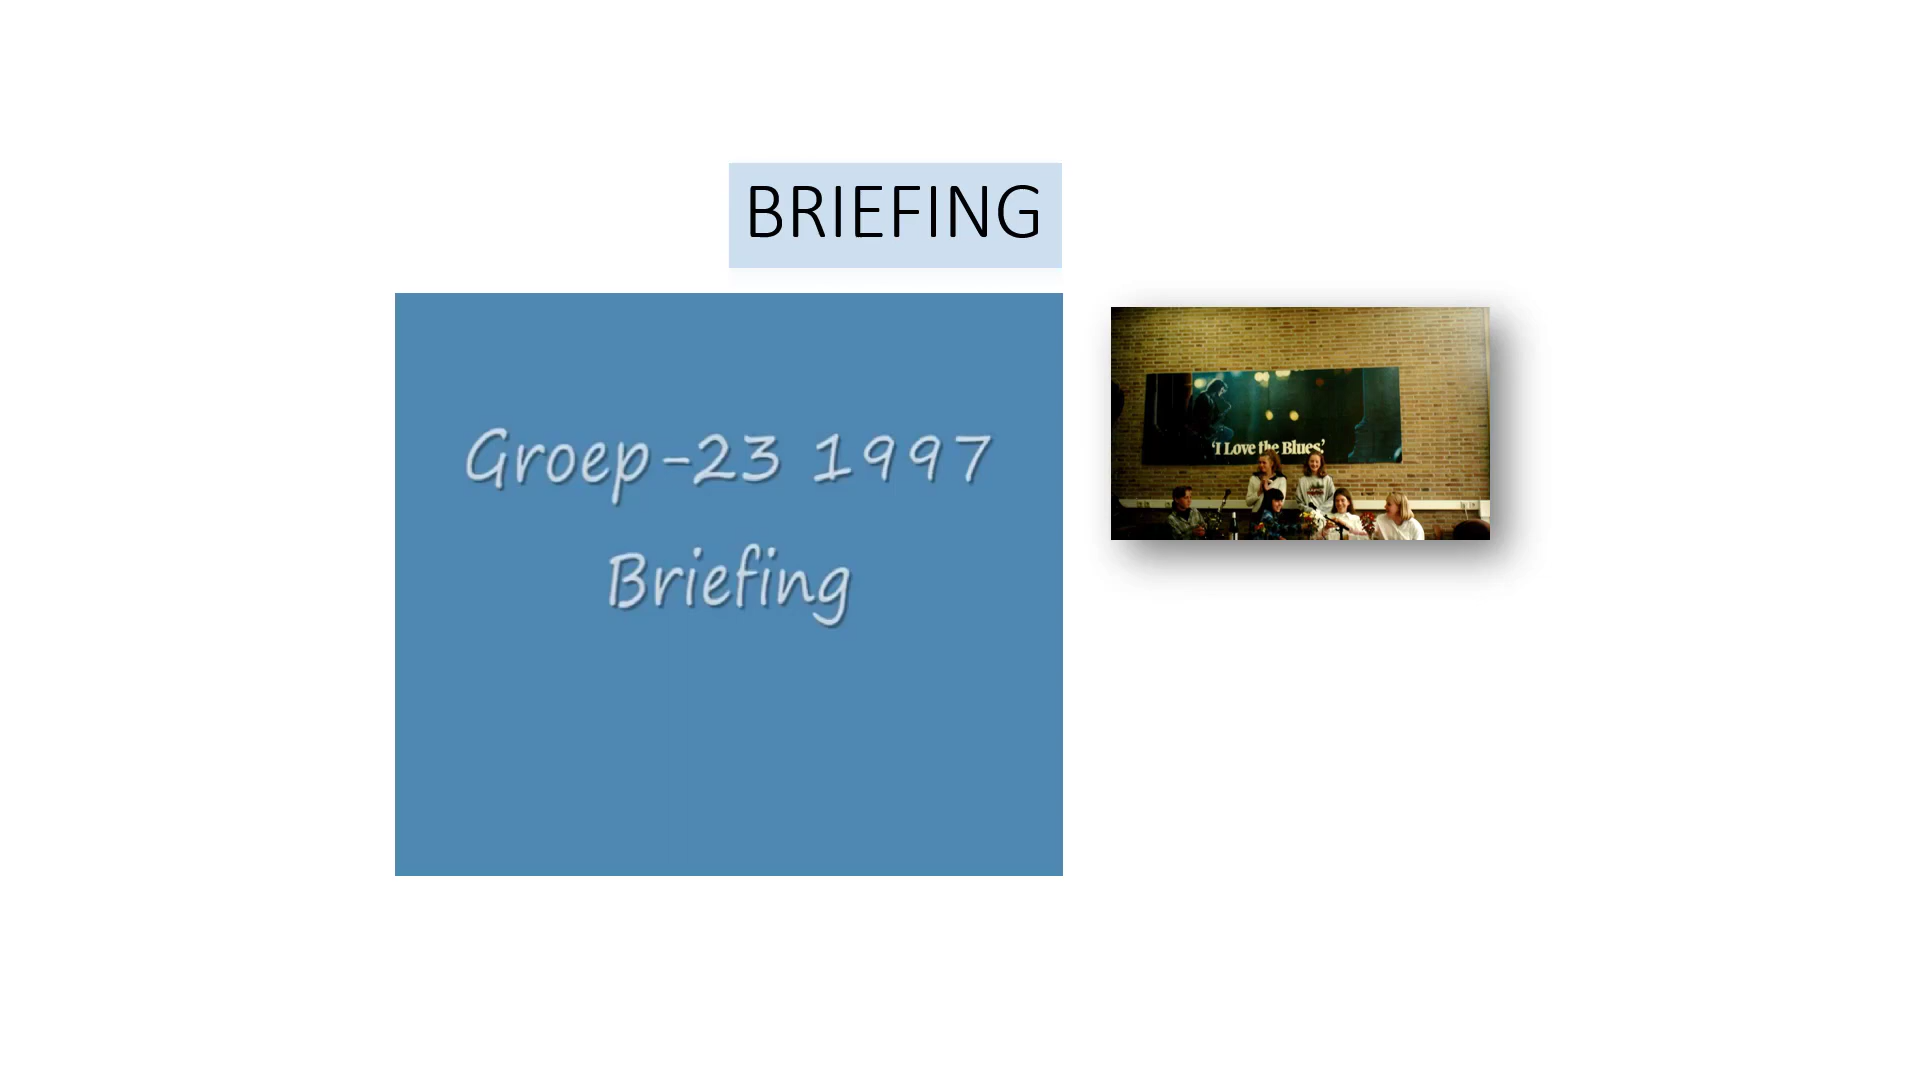 BRIEFING
Groep-23 1997
Briefing
'I Love the Blues.'